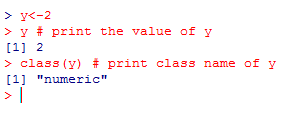 > y<-2
> y # print the value of y
[1] 2
> class(y) # print class name of y
[1] "numeric"
>